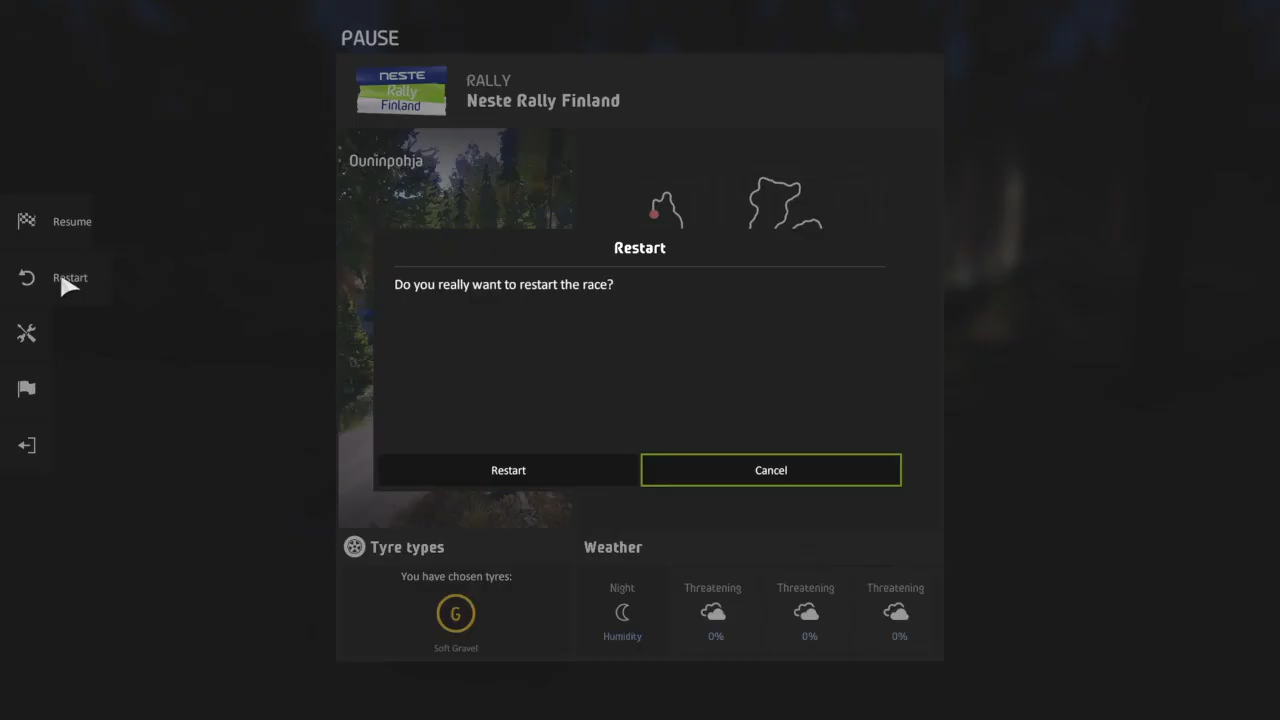 PAUSE
NESTE
Rally
Finland
RALLY
Neste Rally Finland
Ouninpohja
Resume
Restart
Restart
Do you really want to restart the race?
Restart
Cancel
Tyre types
You have chosen tyres:
G
Soft Gravel
Weather
Night
Humidity
Threatening
0%
Threatening
0%
Threatening
0%